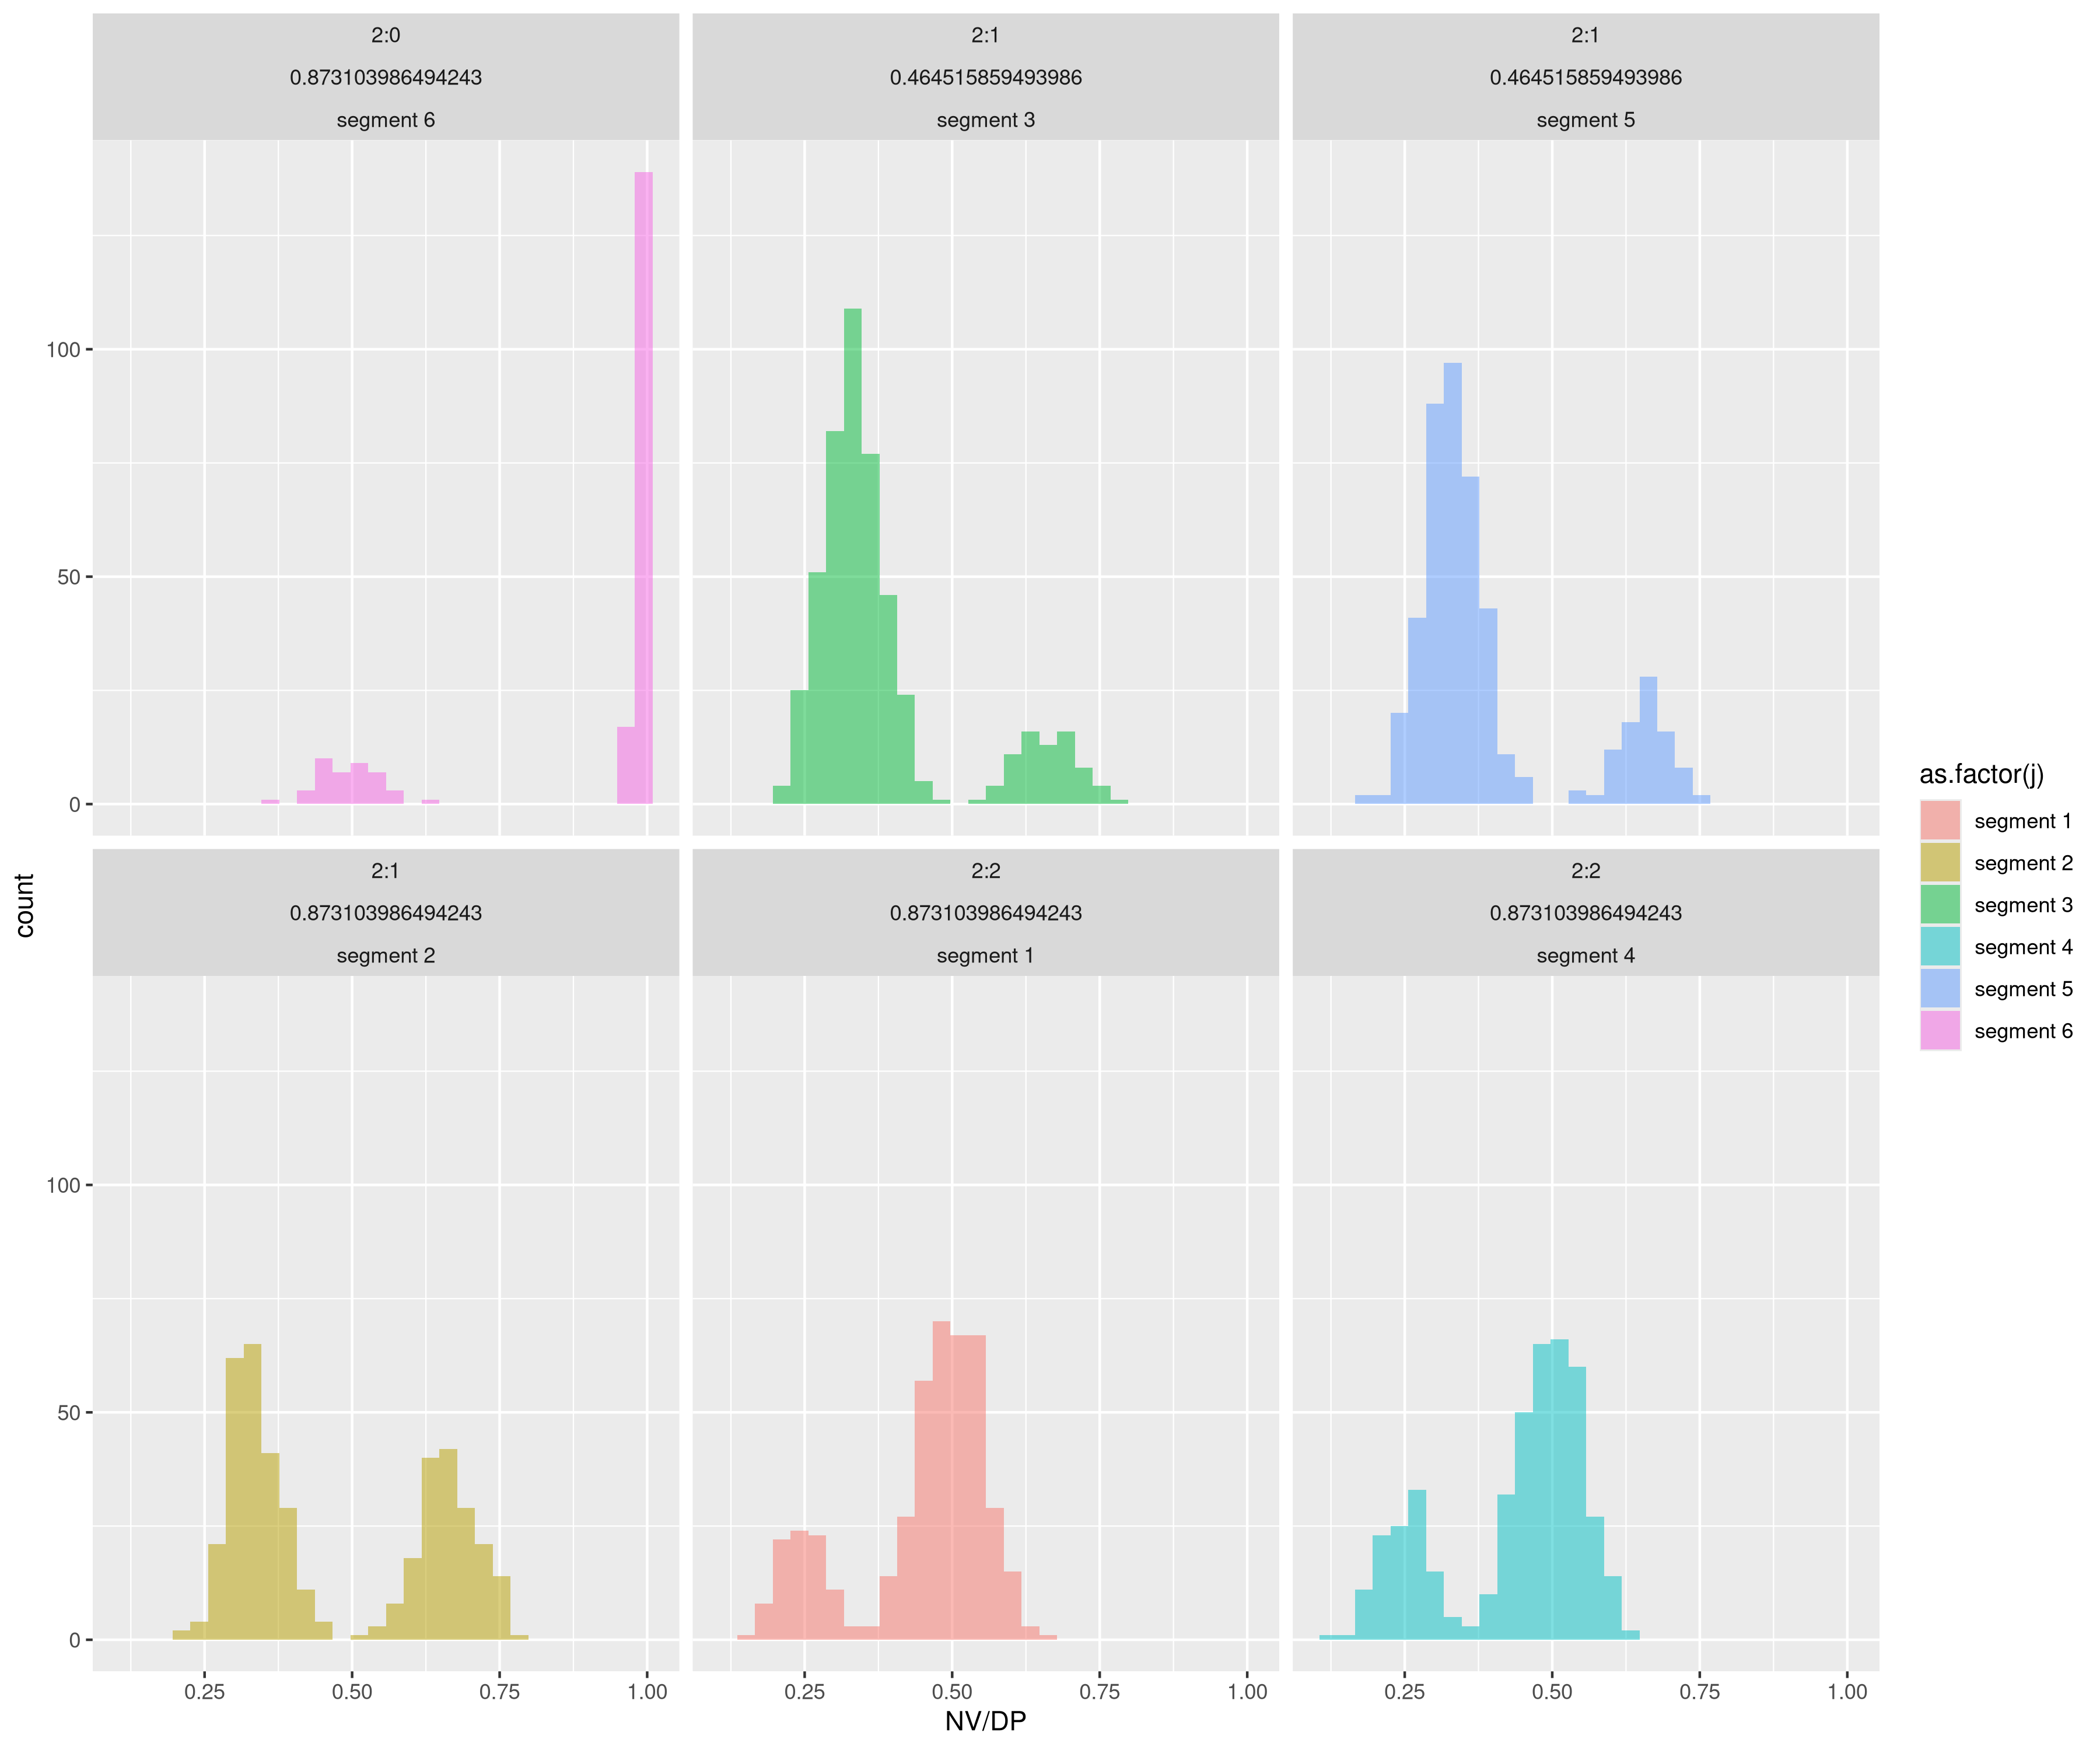 2:0
0.873103986494243
segment 6
2:1
0.464515859493986
segment 3
2:1
0.464515859493986
segment 5
100
50
0
2:1
0.873103986494243
segment 2
2:2
0.873103986494243
segment 1
2:2
0.873103986494243
segment 4
100
50
0
0.25 0.50 0.75 1.00
0.25 0.50 0.75 1.00
0.25 0.50 0.75 1.00
NV/DP
count
as.factor(j)
segment 1
segment 2
segment 3
segment 4
segment 5
segment 6